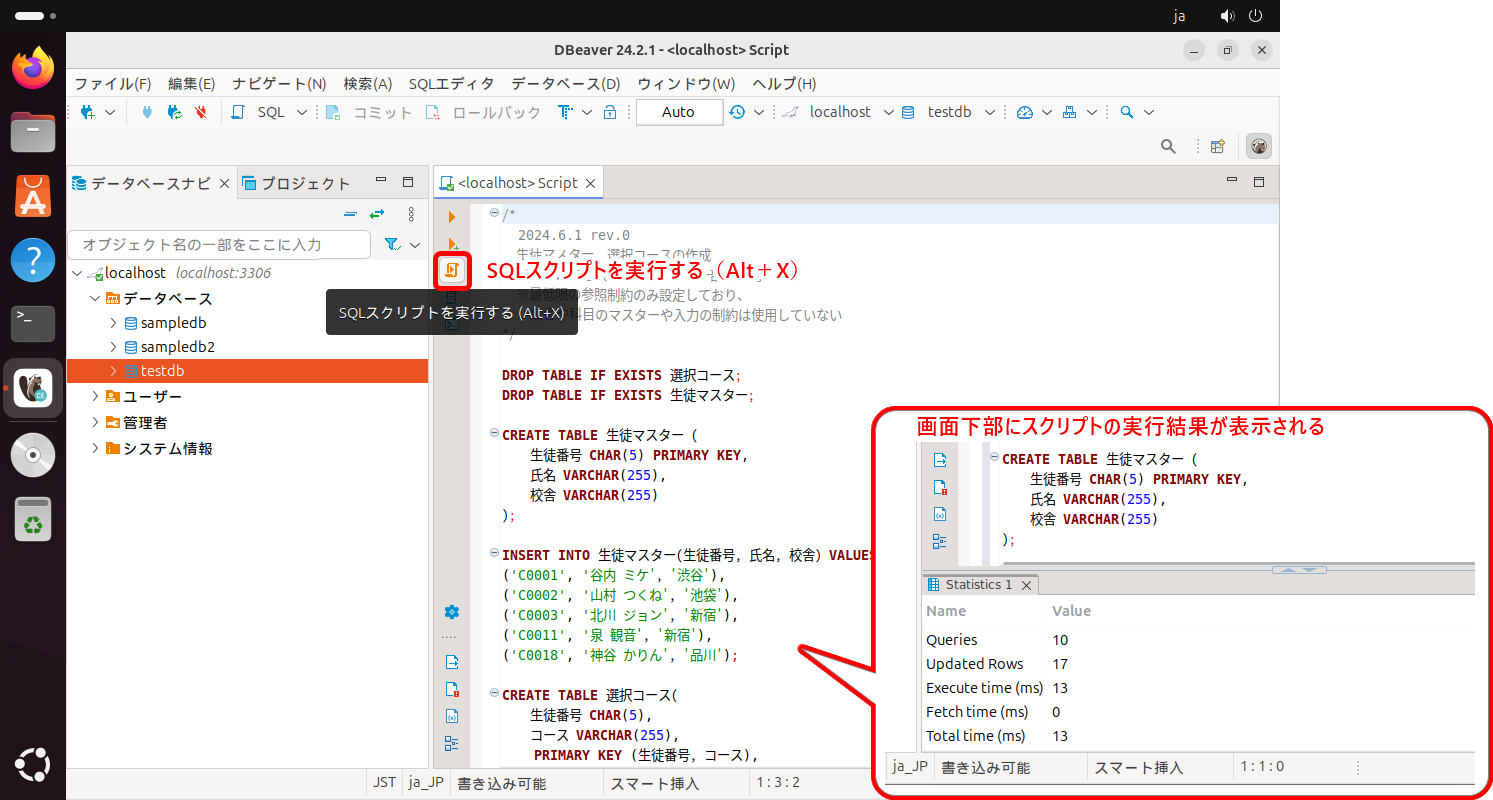 ja
DBeaver 24.2.1 - <localhost> Script
ファイル(F) 編集(E) ナビゲート(N) 検索(A) SQLエディタ データベース(D) ウィンドウ(W) ヘルプ(H)
SQL コミット ロールバック Auto localhost testdb
データベースナビ プロジェクト
オブジェクト名の一部をここに入力
localhost localhost:3306
データベース
sampledb
sampledb2
testdb
ユーザー
管理者
システム情報
<localhost> Script
/*
2024.6.1 rev.0
生徒マスター、選択コースの作成
SQLスクリプトを実行する（Alt＋X）
※最低限の参照制約のみ設定しており、
SQLスクリプトを実行する (Alt+X)
科目のマスターや入力の制約は使用していない
*/
DROP TABLE IF EXISTS 選択コース;
DROP TABLE IF EXISTS 生徒マスター;
CREATE TABLE 生徒マスター (
生徒番号 CHAR(5) PRIMARY KEY,
氏名 VARCHAR(255),
校舎 VARCHAR(255)
);
INSERT INTO 生徒マスター(生徒番号, 氏名, 校舎) VALUES
('C0001', '谷内 ミケ', '渋谷'),
('C0002', '山村 つくね', '池袋'),
('C0003', '北川 ジョン', '新宿'),
('C0011', '泉 観音', '新宿'),
('C0018', '神谷 かりん', '品川');
CREATE TABLE 選択コース(
生徒番号 CHAR(5),
コース VARCHAR(255),
PRIMARY KEY (生徒番号, コース),
JST ja_JP 書き込み可能 スマート挿入 1:3:2
画面下部にスクリプトの実行結果が表示される
CREATE TABLE 生徒マスター (
生徒番号 CHAR(5) PRIMARY KEY,
氏名 VARCHAR(255),
校舎 VARCHAR(255)
);
Statistics 1
Name Value
Queries 10
Updated Rows 17
Execute time (ms) 13
Fetch time (ms) 0
Total time (ms) 13
ja_JP 書き込み可能 スマート挿入 1:1:0